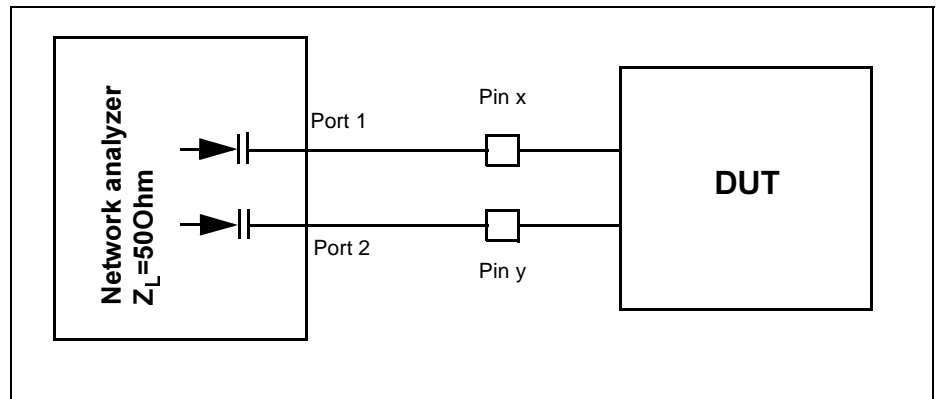 Network analyzer
Z_L=50Ohm
Port 1
Port 2
Pin x
Pin y
DUT